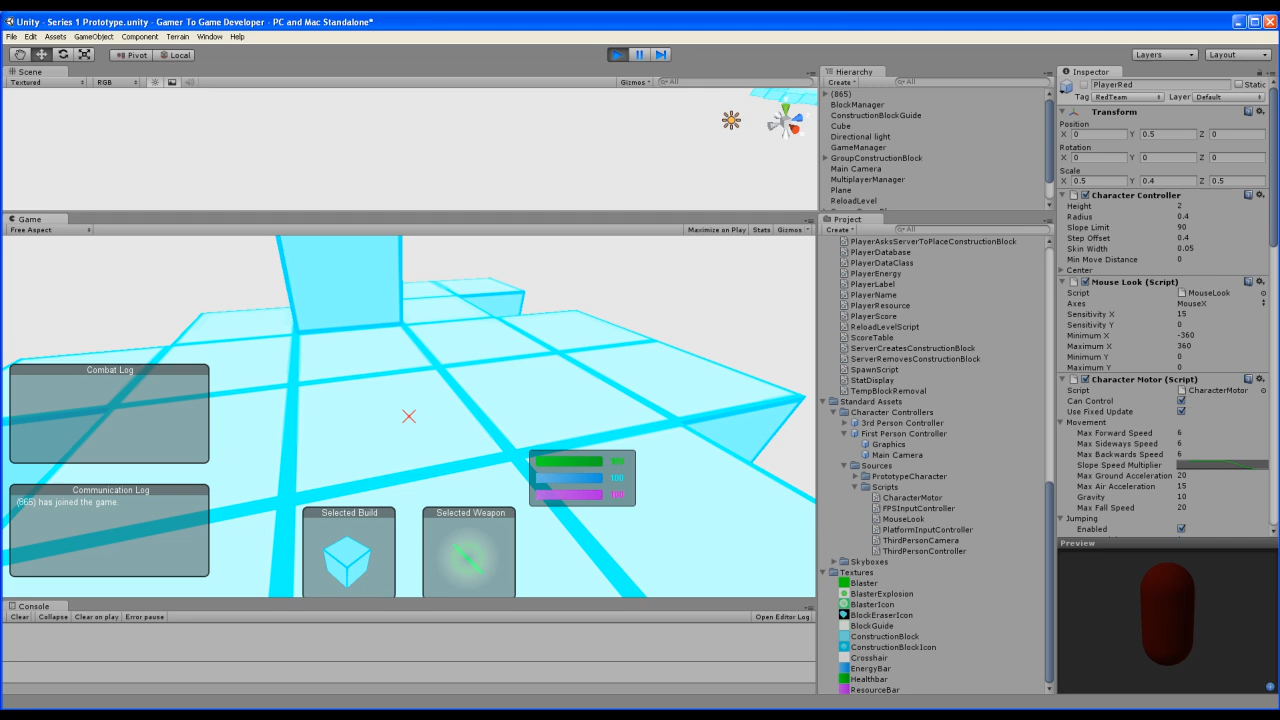 Unity - Series 1 Prototype.unity - Gamer To Game Developer - PC and Mac Standalone*
File Edit Assets GameObject Component Terrain Window Help
Pivot Local Layers Layout
Scene
Textured RGB Gizmos All
Game
Free Aspect Maximize on Play Stats Gizmos
Combat Log
Communication Log
(865) has joined the game.
Selected Build
Selected Weapon
100
100
100
Console
Clear Collapse Clear on play Error pause Open Editor Log
Hierarchy
Create All
(865)
BlockManager
ConstructionBlockGuide
Cube
Directional light
GameManager
GroupConstructionBlock
Main Camera
MultiplayerManager
Plane
ReloadLevel
Project
Create All
PlayerAsksServerToPlaceConstructionBlock
PlayerDatabase
PlayerDataClass
PlayerEnergy
PlayerLabel
PlayerName
PlayerResource
PlayerScore
ReloadLevelScript
ScoreTable
ServerCreatesConstructionBlock
ServerRemovesConstructionBlock
SpawnScript
StatDisplay
TempBlockRemoval
Standard Assets
Character Controllers
3rd Person Controller
First Person Controller
Graphics
Main Camera
Sources
PrototypeCharacter
Scripts
CharacterMotor
FPSInputController
MouseLook
PlatformInputController
ThirdPersonCamera
ThirdPersonController
Skyboxes
Textures
Blaster
BlasterExplosion
BlasterIcon
BlockEraserIcon
BlockGuide
ConstructionBlock
ConstructionBlockIcon
Crosshair
EnergyBar
Healthbar
ResourceBar
Inspector
PlayerRed Static
Tag RedTeam Layer Default
Transform
Position
X 0 Y 0.5 Z 0
Rotation
X 0 Y 0 Z 0
Scale
X 0.5 Y 0.4 Z 0.5
Character Controller
Height 2
Radius 0.4
Slope Limit 90
Step Offset 0.4
Skin Width 0.05
Min Move Distance 0
Center
Mouse Look (Script)
Script MouseLook
Axes MouseX
Sensitivity X 15
Sensitivity Y 0
Minimum X -360
Maximum X 360
Minimum Y 0
Maximum Y 0
Character Motor (Script)
Script CharacterMotor
Can Control
Use Fixed Update
Movement
Max Forward Speed 6
Max Sideways Speed 6
Max Backwards Speed 6
Slope Speed Multiplier
Max Ground Acceleration 20
Max Air Acceleration 15
Gravity 10
Max Fall Speed 20
Jumping
Enabled
Preview